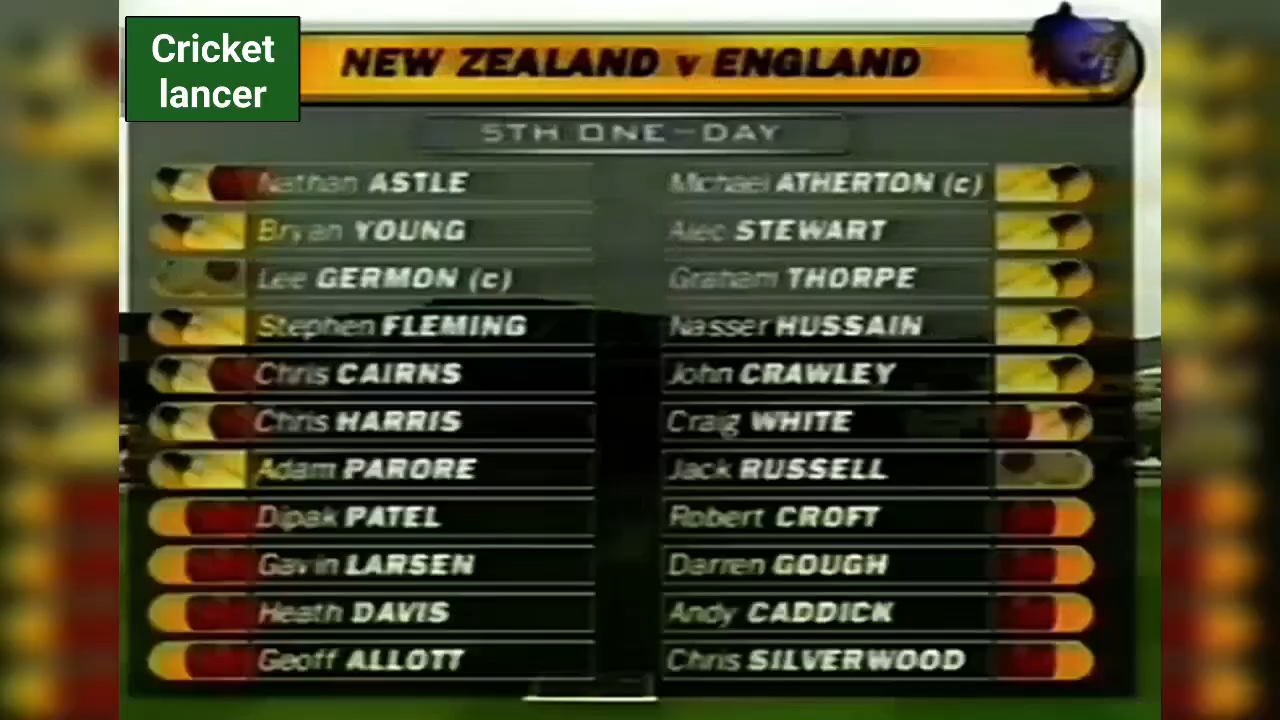 Cricket
lancer
NEW ZEALAND v ENGLAND
5TH ONE-DAY
Nathan ASTLE
Bryan YOUNG
Lee GERMON (c)
Stephen FLEMING
Chris CAIRNS
Chris HARRIS
Adam PARORE
Dipak PATEL
Gavin LARSEN
Heath DAVIS
Geoff ALLOTT
Michael ATHERTON (c)
Alec STEWART
Graham THORPE
Nasser HUSSAIN
John CRAWLEY
Craig WHITE
Jack RUSSELL
Robert CROFT
Darren GOUGH
Andy CADDICK
Chris SILVERWOOD